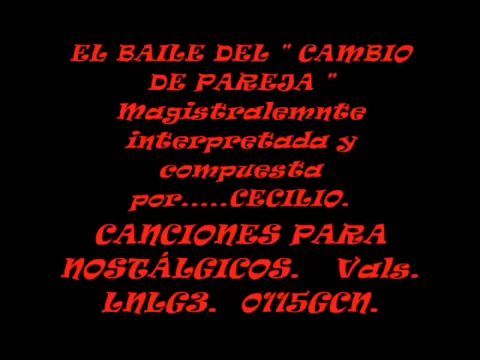 EL BAILE DEL " CAMBIO
DE PAREJA "
Magistralemnte
interpretada y
compuesta
por.....CECILIO.
CANCIONES PARA
NOSTÁLGICOS. Vals.
LNLG3. 0115GCN.